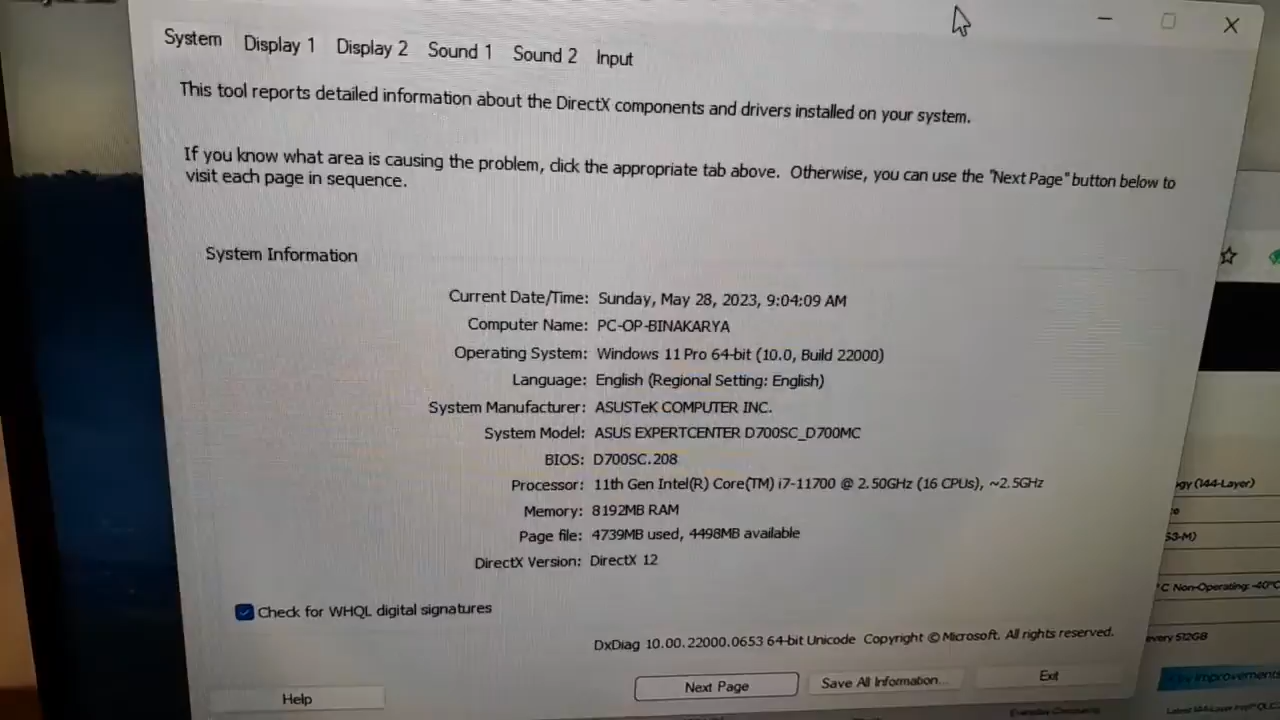 System Display 1 Display 2 Sound 1 Sound 2 Input
This tool reports detailed information about the DirectX components and drivers installed on your system.
If you know what area is causing the problem, click the appropriate tab above. Otherwise, you can use the "Next Page" button below to
visit each page in sequence.
System Information
Current Date/Time: Sunday, May 28, 2023, 9:04:09 AM
Computer Name: PC-OP-BINAKARYA
Operating System: Windows 11 Pro 64-bit (10.0, Build 22000)
Language: English (Regional Setting: English)
System Manufacturer: ASUSTeK COMPUTER INC.
System Model: ASUS EXPERTCENTER D700SC_D700MC
BIOS: D700SC.208
Processor: 11th Gen Intel(R) Core(TM) i7-11700 @ 2.50GHz (16 CPUs), ~2.5GHz
Memory: 8192MB RAM
Page file: 4739MB used, 4498MB available
DirectX Version: DirectX 12
Check for WHQL digital signatures
DxDiag 10.00.22000.0653 64-bit Unicode Copyright © Microsoft. All rights reserved.
Help Next Page Save All Information... Exit
(144-Layer)
Non-Operating: -40°C
every 512GB
Improvements